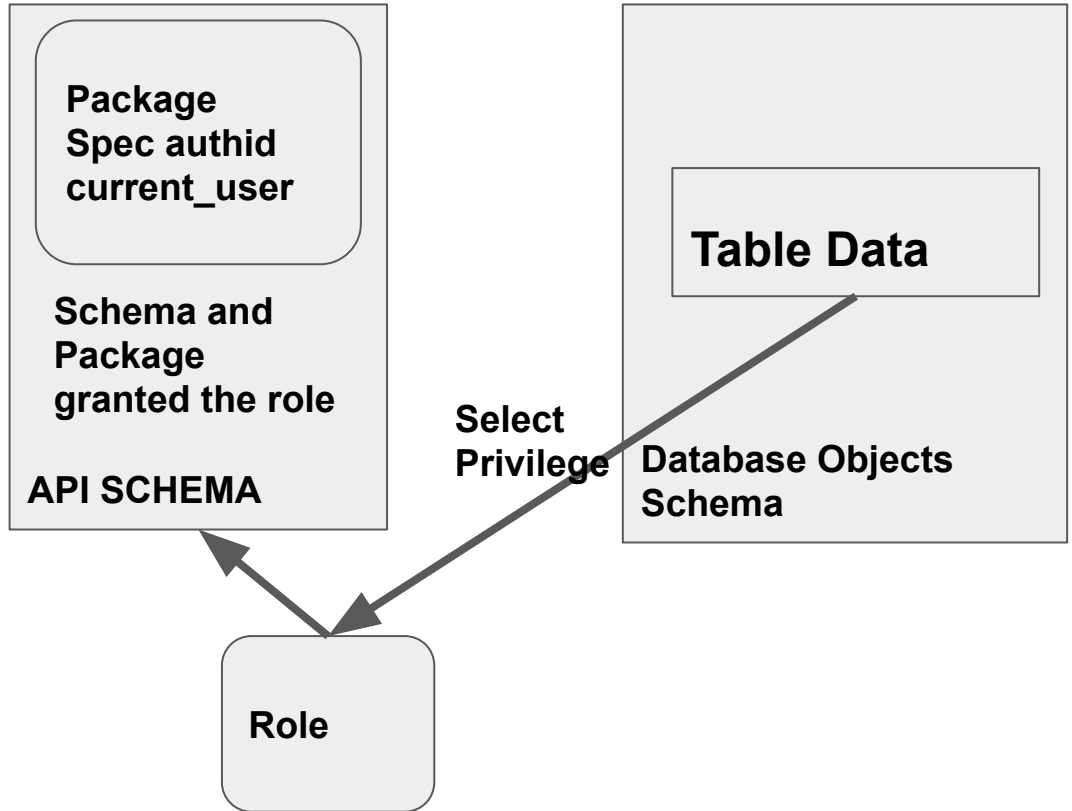 Package
Spec authid
current_user
Schema and
Package
granted the role
API SCHEMA
Table Data
Select
Privilege
Database Objects
Schema
Role